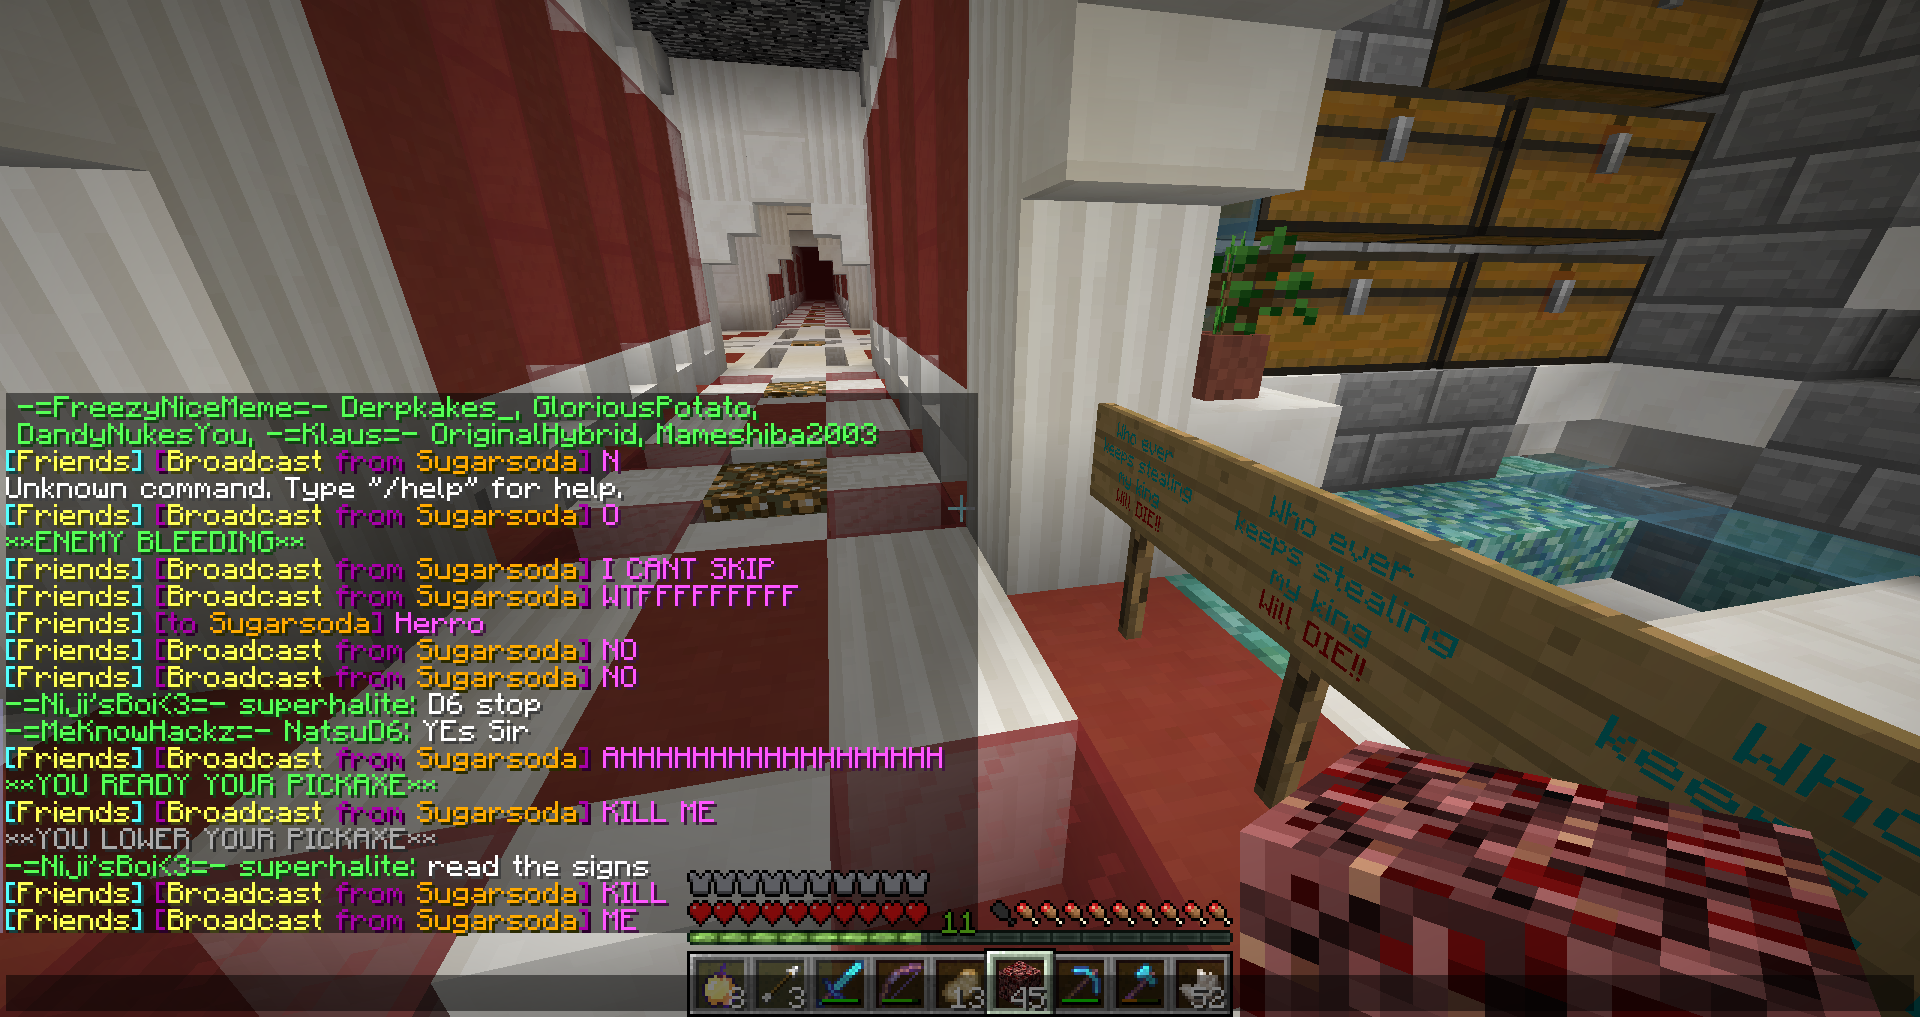 -=FreezyNiceMeme=- Derpkakes_, GloriousPotato,
DandyNukesYou, -=Klaus=- OriginalHybrid, Mameshiba2003
[Friends] [Broadcast from Sugarsoda] N
Unknown command. Type "/help" for help.
[Friends] [Broadcast from Sugarsoda] O
**ENEMY BLEEDING**
[Friends] [Broadcast from Sugarsoda] I CANT SKIP
[Friends] [Broadcast from Sugarsoda] WTFFFFFFFFF
[Friends] [to Sugarsoda] Herro
[Friends] [Broadcast from Sugarsoda] NO
[Friends] [Broadcast from Sugarsoda] NO
-=Niji'sBoi<3=- superhalite: D6 stop
-=MeKnowHackz=- NatsuD6: YEs Sir
[Friends] [Broadcast from Sugarsoda] AHHHHHHHHHHHHHHHHHH
**YOU READY YOUR PICKAXE**
[Friends] [Broadcast from Sugarsoda] KILL ME
**YOU LOWER YOUR PICKAXE**
-=Niji'sBoi<3=- superhalite: read the signs
[Friends] [Broadcast from Sugarsoda] KILL
[Friends] [Broadcast from Sugarsoda] ME
Who ever
keeps stealing
my king
Will DIE!!
Who ever
keeps stealing
my king
Will DIE!!
Who
keeps
11
8
3
13
45
52